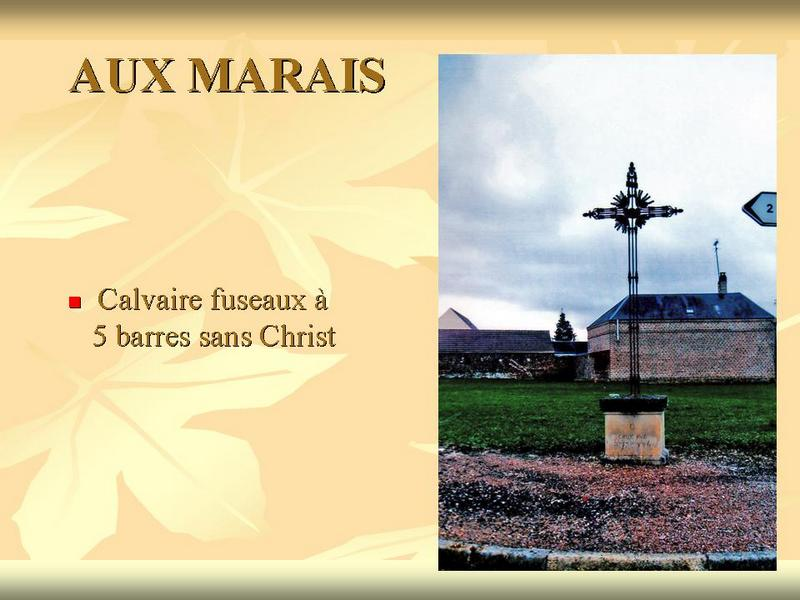 AUX MARAIS
Calvaire fuseaux à
5 barres sans Christ
2